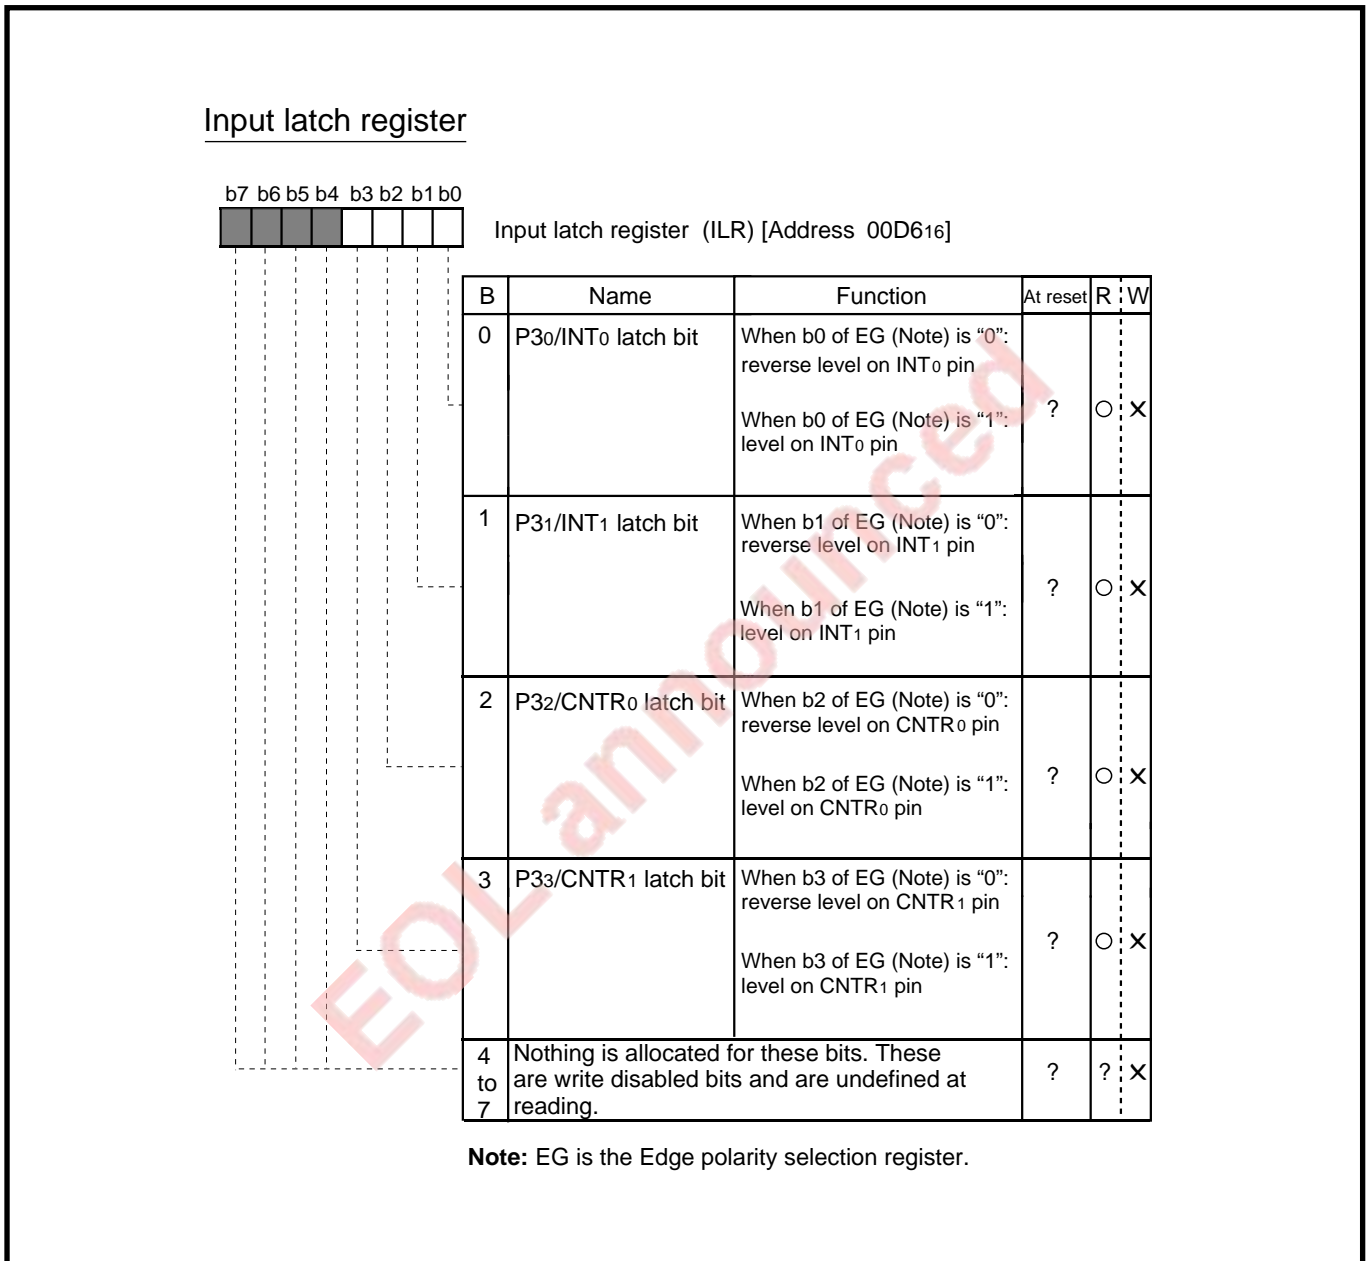 Input latch register
b7 b6 b5 b4 b3 b2 b1 b0
Input latch register (ILR) [Address 00D616]
B Name Function At reset R W
0 P30/INT0 latch bit When b0 of EG (Note) is “0”:
reverse level on INT0 pin
When b0 of EG (Note) is “1”:
level on INT0 pin
? ○ ×
1 P31/INT1 latch bit When b1 of EG (Note) is “0”:
reverse level on INT1 pin
When b1 of EG (Note) is “1”:
level on INT1 pin
? ○ ×
2 P32/CNTR0 latch bit When b2 of EG (Note) is “0”:
reverse level on CNTR0 pin
When b2 of EG (Note) is “1”:
level on CNTR0 pin
? ○ ×
3 P33/CNTR1 latch bit When b3 of EG (Note) is “0”:
reverse level on CNTR1 pin
When b3 of EG (Note) is “1”:
level on CNTR1 pin
? ○ ×
4 to 7 Nothing is allocated for these bits. These
are write disabled bits and are undefined at
reading.
? ? ×
Note: EG is the Edge polarity selection register.
EOL announced